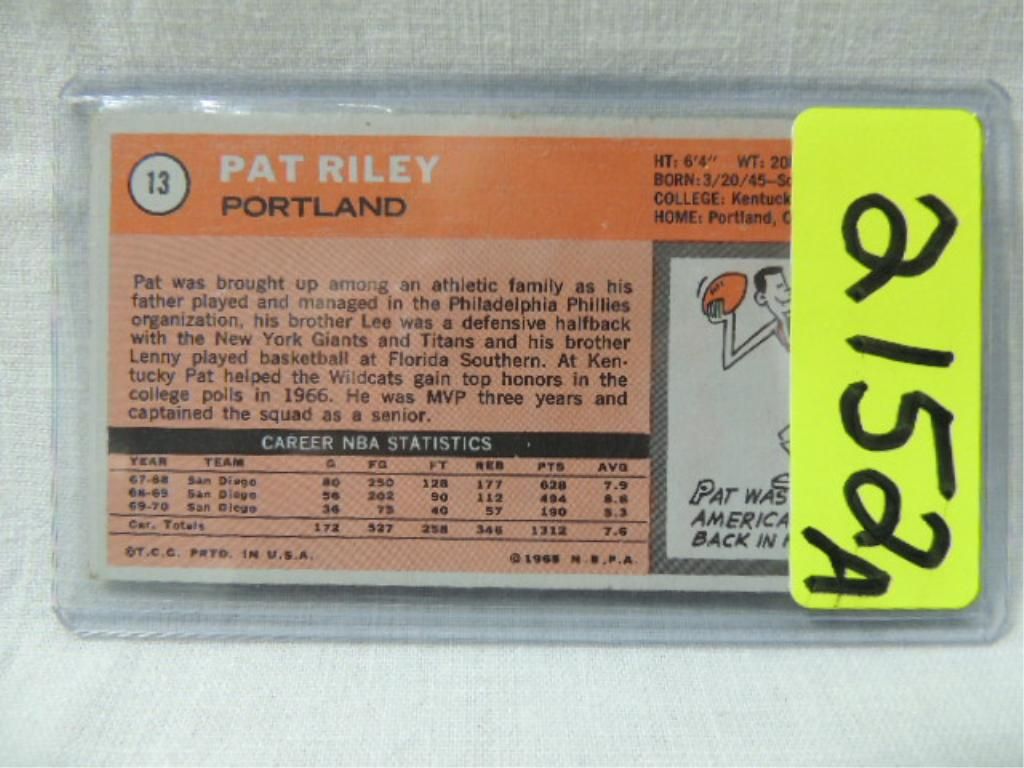 13
PAT RILEY
PORTLAND
HT: 6'4" WT: 20
BORN: 3/20/45—Sc
COLLEGE: Kentuck
HOME: Portland,
Pat was brought up among an athletic family as his
father played and managed in the Philadelphia Phillies
organization, his brother Lee was a defensive halfback
with the New York Giants and Titans and his brother
Lenny played basketball at Florida Southern. At Ken-
tucky Pat helped the Wildcats gain top honors in the
college polls in 1966. He was MVP three years and
captained the squad as a senior.
CAREER NBA STATISTICS
YEAR TEAM G FG FT REB PTS AVG
67-68 San Diego 80 250 128 177 628 7.9
68-69 San Diego 56 202 90 112 494 8.8
69-70 San Diego 36 75 40 57 190 5.3
Car. Totals 172 527 258 346 1312 7.6
©T.C.G. PRTD. IN U.S.A.
©1968 N.B.P.A.
PAT WAS
AMERICA
BACK IN
2152A